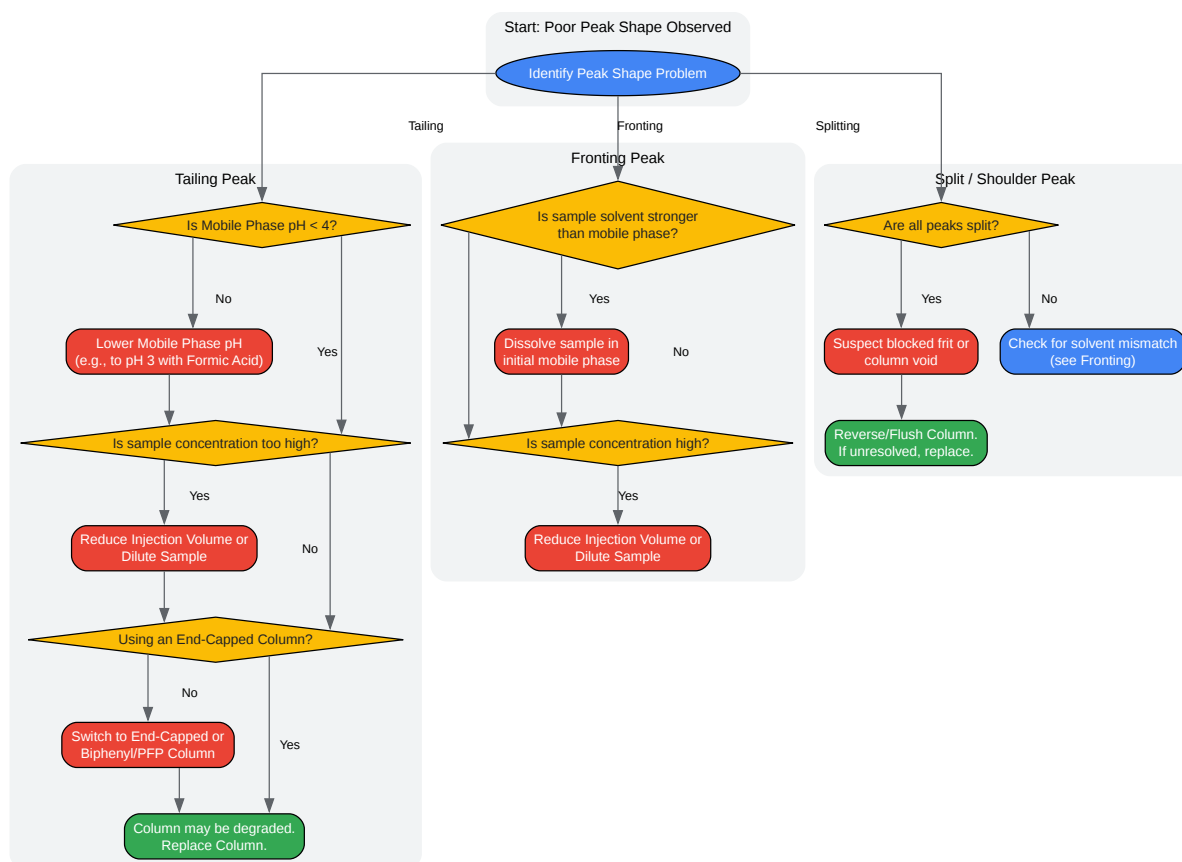 Start: Poor Peak Shape Observed
Identify Peak Shape Problem
Tailing
Fronting
Splitting
Tailing Peak
Is Mobile Phase pH < 4?
No
Yes
Lower Mobile Phase pH
(e.g., to pH 3 with Formic Acid)
Is sample concentration too high?
Yes
No
Reduce Injection Volume or
Dilute Sample
Using an End-Capped Column?
No
Yes
Switch to End-Capped or
Biphenyl/PFP Column
Column may be degraded.
Replace Column.
Fronting Peak
Is sample solvent stronger
than mobile phase?
Yes
No
Dissolve sample in
initial mobile phase
Is sample concentration high?
Yes
Reduce Injection Volume or
Dilute Sample
Split / Shoulder Peak
Are all peaks split?
Yes
No
Suspect blocked frit or
column void
Check for solvent mismatch
(see Fronting)
Reverse/Flush Column.
If unresolved, replace.